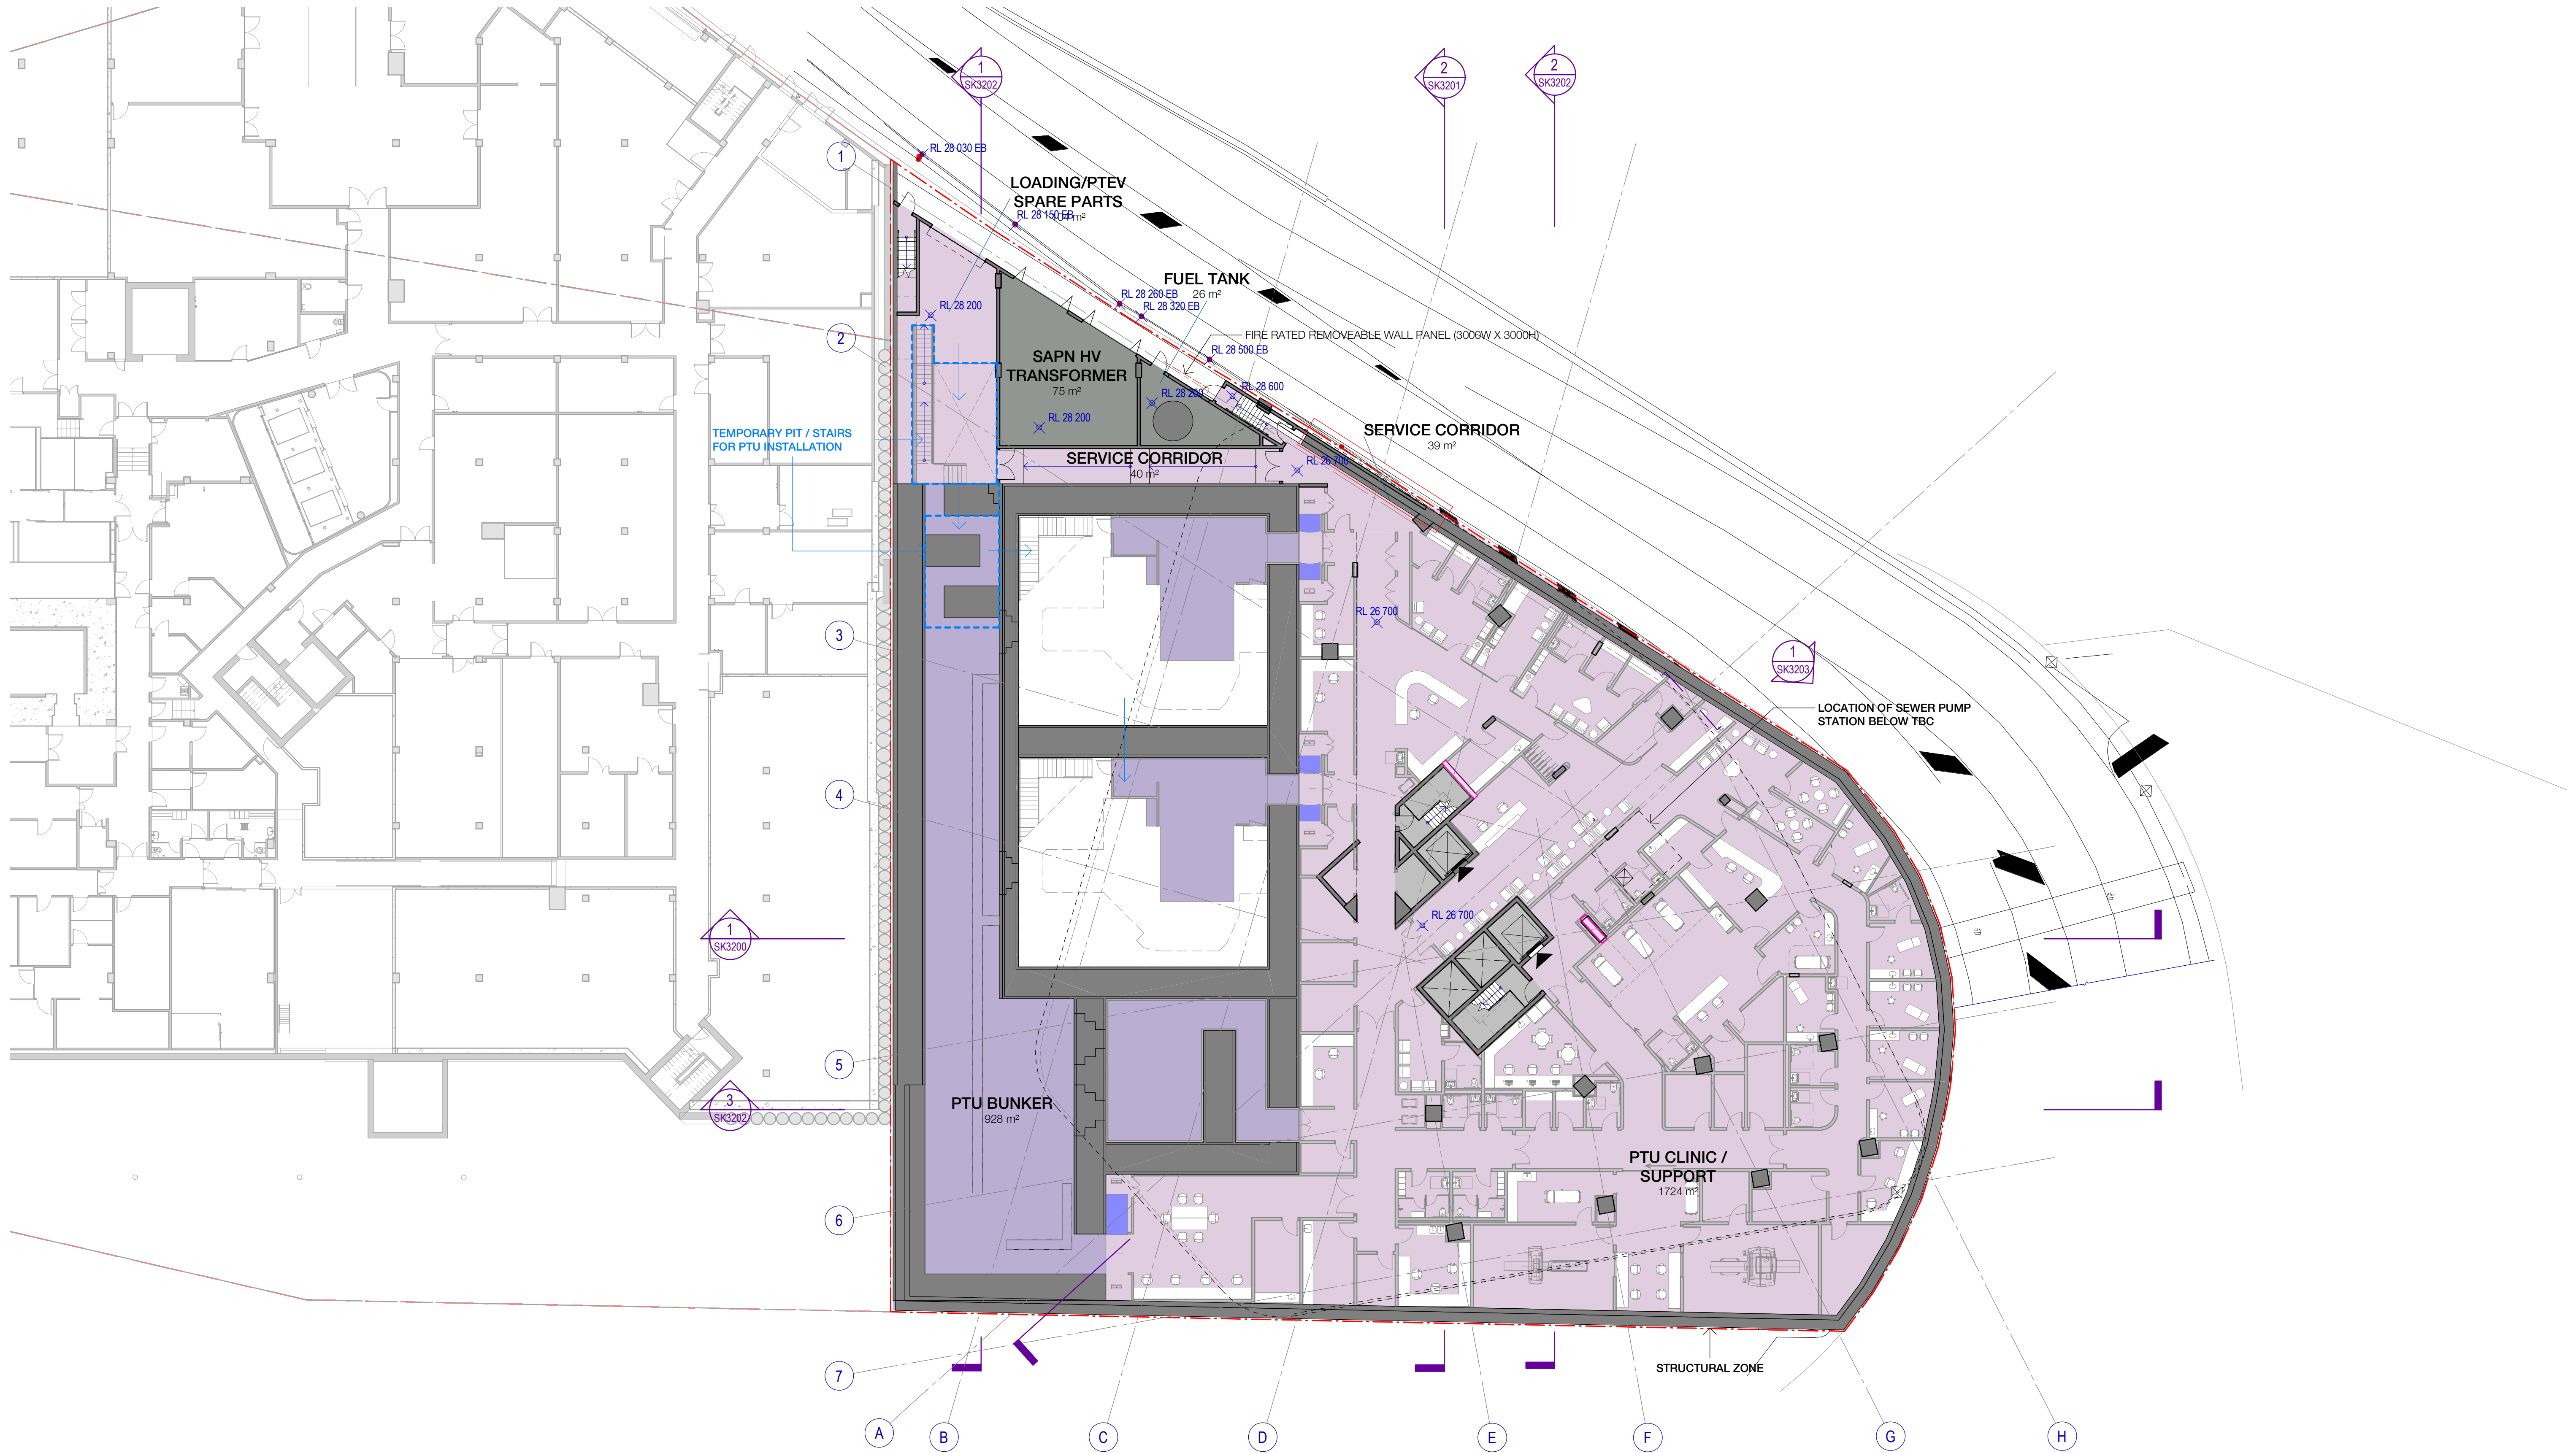 1
SK3202
2
SK3201
2
SK3202
1
RL 28 030 EB
LOADING/PTEV
SPARE PARTS
RL 28 150 EB
FUEL TANK
26 m²
RL 28 260 EB
RL 28 320 EB
RL 28 200
FIRE RATED REMOVEABLE WALL PANEL (3000W X 3000H)
2
RL 28 500 EB
SAPN HV
TRANSFORMER
75 m²
RL 28 600
RL 28 200
TEMPORARY PIT / STAIRS
FOR PTU INSTALLATION
SERVICE CORRIDOR
39 m²
SERVICE CORRIDOR
40 m²
RL 26 700
RL 26 700
3
1
SK3203
LOCATION OF SEWER PUMP
STATION BELOW TBC
4
RL 26 700
1
SK3200
5
3
SK3202
PTU BUNKER
928 m²
PTU CLINIC /
SUPPORT
1724 m²
6
STRUCTURAL ZONE
7
A
B
C
D
E
F
G
H